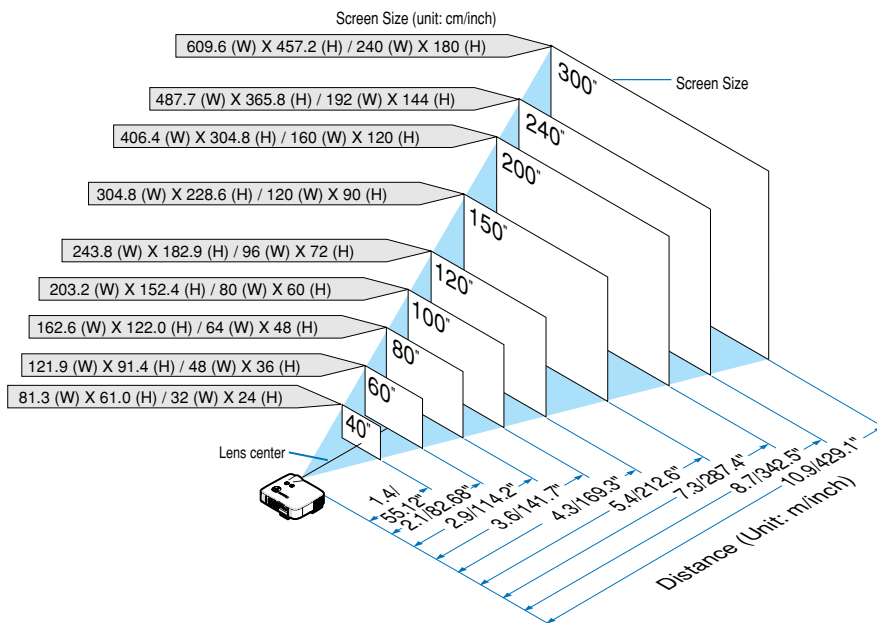 Screen Size (unit: cm/inch)
609.6 (W) X 457.2 (H) / 240 (W) X 180 (H)
300"
Screen Size
487.7 (W) X 365.8 (H) / 192 (W) X 144 (H)
240"
406.4 (W) X 304.8 (H) / 160 (W) X 120 (H)
200"
304.8 (W) X 228.6 (H) / 120 (W) X 90 (H)
150"
243.8 (W) X 182.9 (H) / 96 (W) X 72 (H)
120"
203.2 (W) X 152.4 (H) / 80 (W) X 60 (H)
100"
162.6 (W) X 122.0 (H) / 64 (W) X 48 (H)
80"
121.9 (W) X 91.4 (H) / 48 (W) X 36 (H)
60"
81.3 (W) X 61.0 (H) / 32 (W) X 24 (H)
40"
Lens center
1.4/
55.12"
2.1/82.68"
2.9/114.2"
3.6/141.7"
4.3/169.3"
5.4/212.6"
7.3/287.4"
8.7/342.5"
10.9/429.1"
Distance (Unit: m/inch)